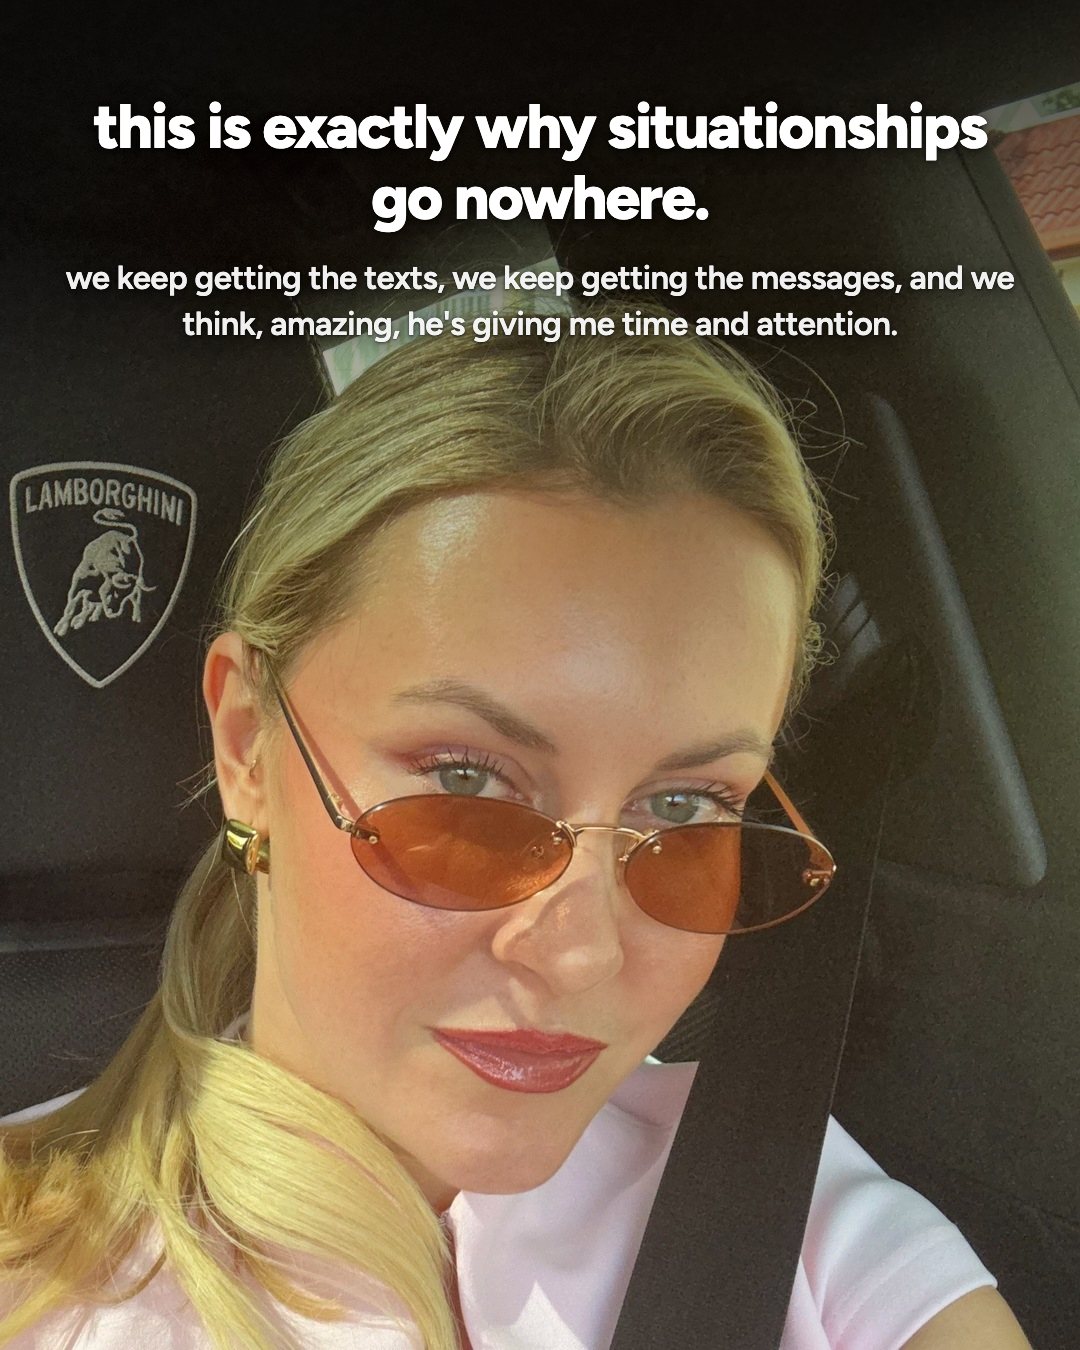 this is exactly why situationships
go nowhere.
we keep getting the texts, we keep getting the messages, and we
think, amazing, he's giving me time and attention.
LAMBORGHINI